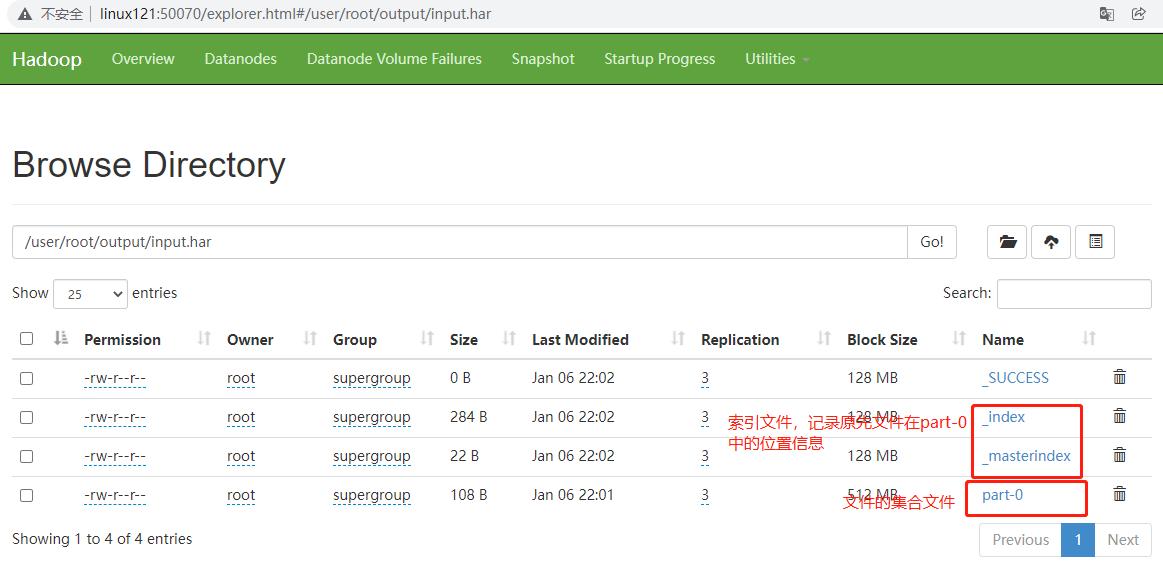 不安全 linux121:50070/explorer.html#/user/root/output/input.har
Hadoop Overview Datanodes Datanode Volume Failures Snapshot Startup Progress Utilities
Browse Directory
/user/root/output/input.har Go!
Show 25 entries Search:
Permission Owner Group Size Last Modified Replication Block Size Name
-rw-r--r-- root supergroup 0 B Jan 06 22:02 3 128 MB _SUCCESS
-rw-r--r-- root supergroup 284 B Jan 06 22:02 3 128 MB _index
索引文件，记录原先文件在part-0
中的位置信息
-rw-r--r-- root supergroup 22 B Jan 06 22:02 3 128 MB _masterindex
-rw-r--r-- root supergroup 108 B Jan 06 22:01 3 512 MB part-0
文件的集合文件
Showing 1 to 4 of 4 entries Previous 1 Next